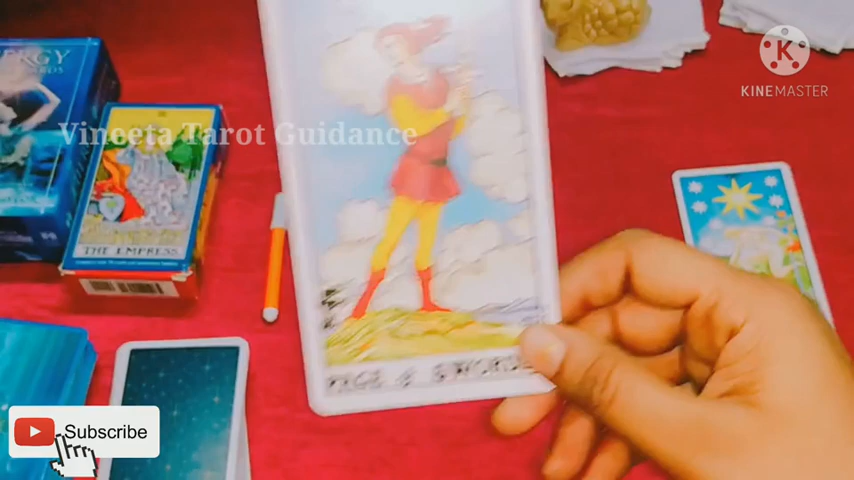 KINEMASTER
Vineeta Tarot Guidance
THE EMPRESS
PAGE of SWORDS
Subscribe